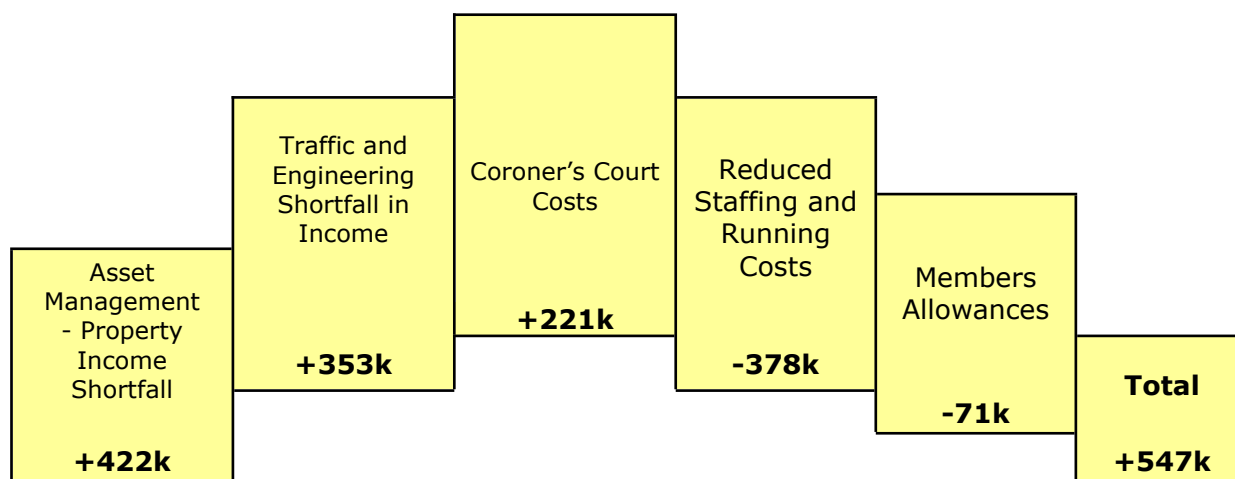 Asset
Management
- Property
Income
Shortfall
+422k
Traffic and
Engineering
Shortfall in
Income
+353k
Coroner’s Court
Costs
+221k
Reduced
Staffing and
Running
Costs
-378k
Members
Allowances
-71k
Total
+547k